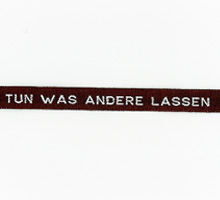 TUN WAS ANDERE LASSEN